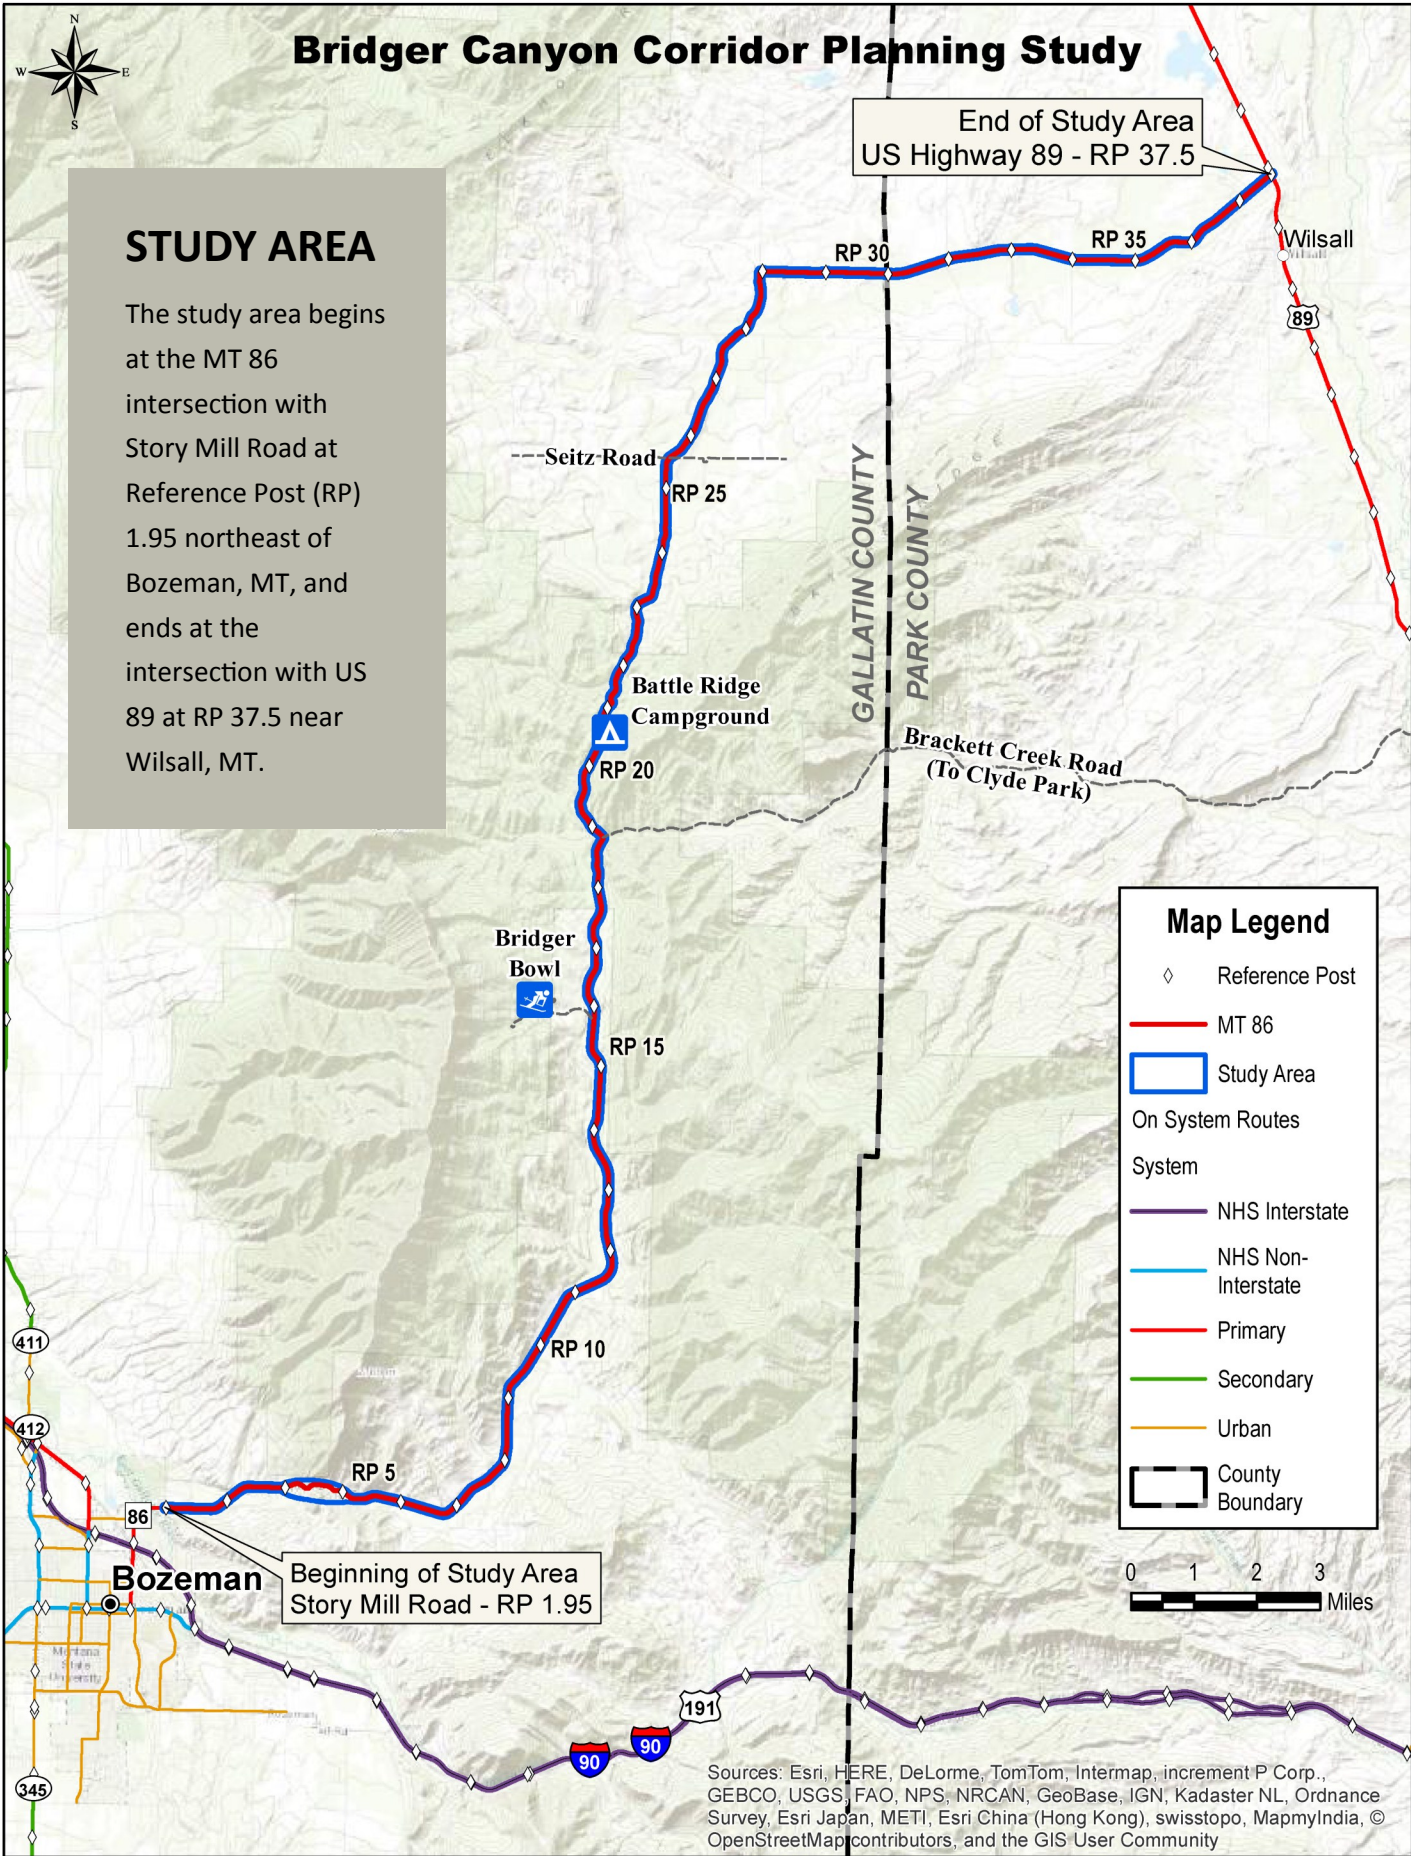 N
W
E
S
Bridger Canyon Corridor Planning Study
End of Study Area
US Highway 89 - RP 37.5
STUDY AREA
The study area begins
at the MT 86
intersection with
Story Mill Road at
Reference Post (RP)
1.95 northeast of
Bozeman, MT, and
ends at the
intersection with US
89 at RP 37.5 near
Wilsall, MT.
RP 30
RP 35
Wilsall
89
Seitz Road
RP 25
GALLATIN COUNTY
PARK COUNTY
Battle Ridge
Campground
RP 20
Brackett Creek Road
(To Clyde Park)
Bridger
Bowl
RP 15
RP 10
RP 5
411
412
86
Bozeman
Beginning of Study Area
Story Mill Road - RP 1.95
Montana
State
University
345
191
90
90
Map Legend
Reference Post
MT 86
Study Area
On System Routes
System
NHS Interstate
NHS Non-
Interstate
Primary
Secondary
Urban
County
Boundary
0 1 2 3
Miles
Sources: Esri, HERE, DeLorme, TomTom, Intermap, increment P Corp.,
GEBCO, USGS, FAO, NPS, NRCAN, GeoBase, IGN, Kadaster NL, Ordnance
Survey, Esri Japan, METI, Esri China (Hong Kong), swisstopo, MapmyIndia, ©
OpenStreetMap contributors, and the GIS User Community